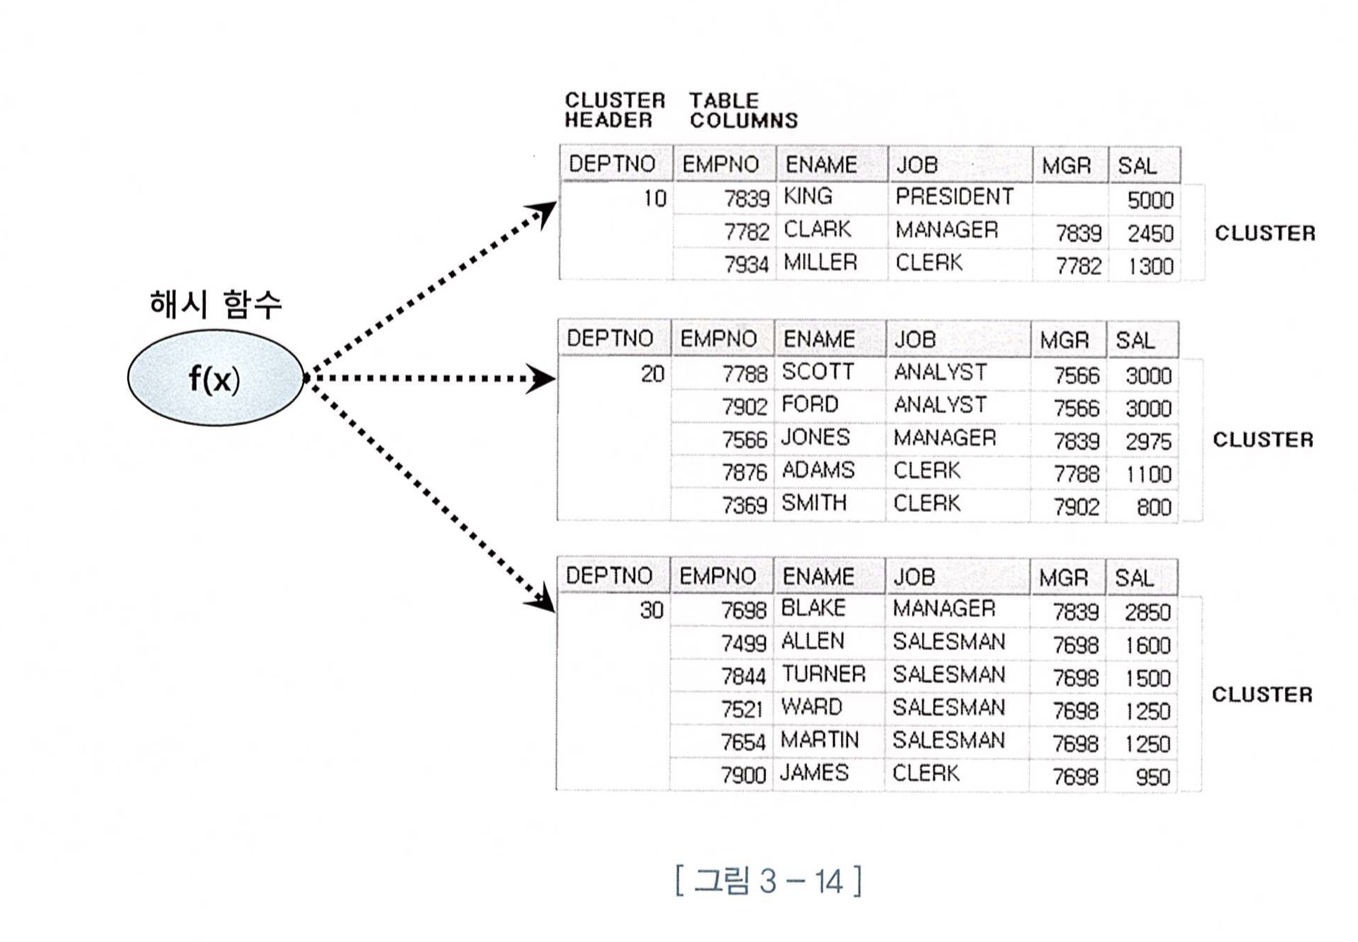 CLUSTER HEADER TABLE COLUMNS
DEPTNO EMPNO ENAME JOB MGR SAL
10 7839 KING PRESIDENT 5000
7782 CLARK MANAGER 7839 2450
7934 MILLER CLERK 7782 1300
CLUSTER
해시 함수
f(x)
DEPTNO EMPNO ENAME JOB MGR SAL
20 7788 SCOTT ANALYST 7566 3000
7902 FORD ANALYST 7566 3000
7566 JONES MANAGER 7839 2975
7876 ADAMS CLERK 7788 1100
7369 SMITH CLERK 7902 800
CLUSTER
DEPTNO EMPNO ENAME JOB MGR SAL
30 7698 BLAKE MANAGER 7839 2850
7499 ALLEN SALESMAN 7698 1600
7844 TURNER SALESMAN 7698 1500
7521 WARD SALESMAN 7698 1250
7654 MARTIN SALESMAN 7698 1250
7900 JAMES CLERK 7698 950
CLUSTER
[ 그림 3 – 14 ]